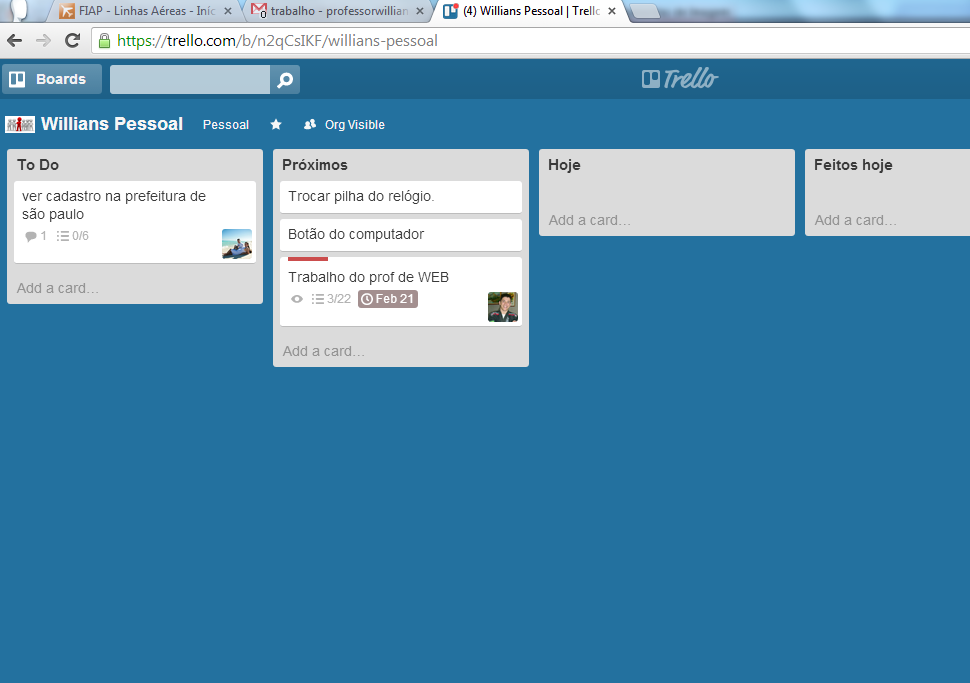 FIAP - Linhas Aéreas - Iníc
trabalho - professorwillian
(4) Willians Pessoal | Trello
https://trello.com/b/n2qCsIKF/willians-pessoal
Boards
Trello
Willians Pessoal
Pessoal
Org Visible
To Do
ver cadastro na prefeitura de
são paulo
1
0/6
Add a card…
Próximos
Trocar pilha do relógio.
Botão do computador
Trabalho do prof de WEB
3/22
Feb 21
Add a card…
Hoje
Add a card…
Feitos hoje
Add a card…